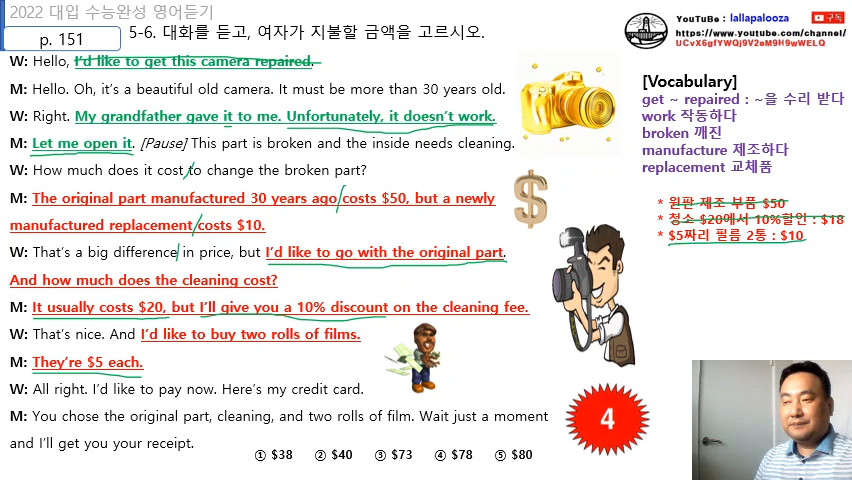 2022 대입 수능완성 영어듣기
p. 151
5-6. 대화를 듣고, 여자가 지불할 금액을 고르시오.
YouTuBe : lallapalooza
구독
https://www.youtube.com/channel/
UCvX6gfYWQj9V2eM9H9wWELQ
W: Hello, I'd like to get this camera repaired.
M: Hello. Oh, it's a beautiful old camera. It must be more than 30 years old.
W: Right. My grandfather gave it to me. Unfortunately, it doesn't work.
M: Let me open it. [Pause] This part is broken and the inside needs cleaning.
W: How much does it cost to change the broken part?
M: The original part manufactured 30 years ago costs $50, but a newly
manufactured replacement costs $10.
W: That's a big difference in price, but I'd like to go with the original part.
And how much does the cleaning cost?
M: It usually costs $20, but I'll give you a 10% discount on the cleaning fee.
W: That's nice. And I'd like to buy two rolls of films.
M: They're $5 each.
W: All right. I'd like to pay now. Here's my credit card.
M: You chose the original part, cleaning, and two rolls of film. Wait just a moment
and I'll get you your receipt.
① $38 ② $40 ③ $73 ④ $78 ⑤ $80
[Vocabulary]
get ~ repaired : ~을 수리 받다
work 작동하다
broken 깨진
manufacture 제조하다
replacement 교체품
* 원판 제조 부품 $50
* 청소 $20에서 10%할인 : $18
* $5짜리 필름 2통 : $10
$
4